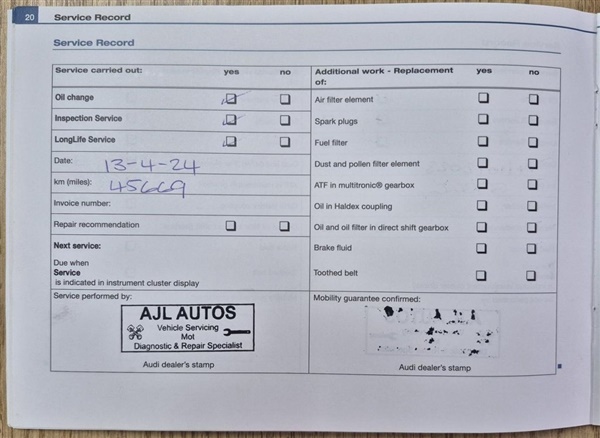 20 Service Record
Service Record
Service carried out: yes no
Oil change
Inspection Service
LongLife Service
Date: 13-4-24
km (miles): 45669
Invoice number:
Repair recommendation
Next service:
Due when
Service
is indicated in instrument cluster display
Service performed by:
AJL AUTOS
Vehicle Servicing
Mot
Diagnostic & Repair Specialist
Audi dealer's stamp
Additional work - Replacement of: yes no
Air filter element
Spark plugs
Fuel filter
Dust and pollen filter element
ATF in multitronic® gearbox
Oil in Haldex coupling
Oil and oil filter in direct shift gearbox
Brake fluid
Toothed belt
Mobility guarantee confirmed:
Audi dealer's stamp